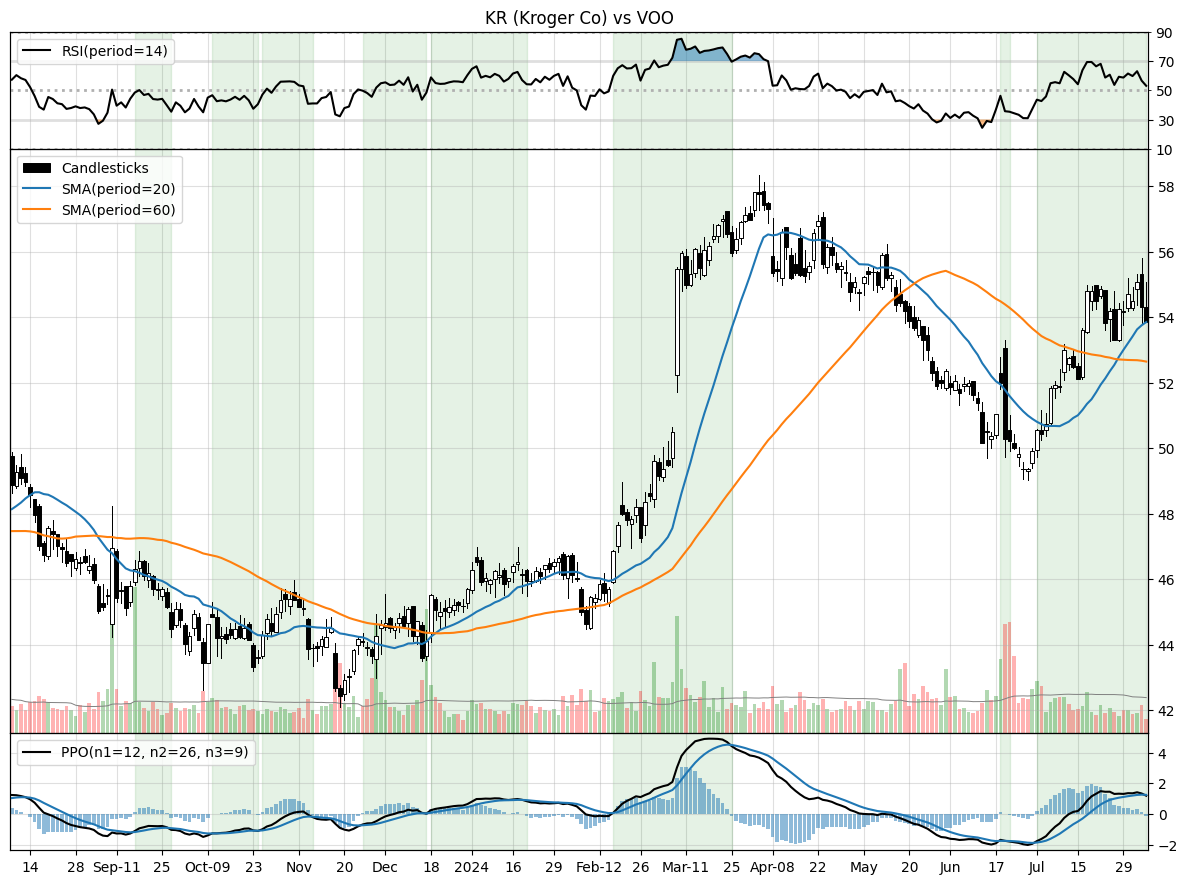 KR (Kroger Co) vs VOO
RSI(period=14)
90
70
50
30
10
Candlesticks
SMA(period=20)
SMA(period=60)
58
56
54
52
50
48
46
44
42
PPO(n1=12, n2=26, n3=9)
4
2
0
−2
14 28 Sep-11 25 Oct-09 23 Nov 20 Dec 18 2024 16 29 Feb-12 26 Mar-11 25 Apr-08 22 May 20 Jun 17 Jul 15 29